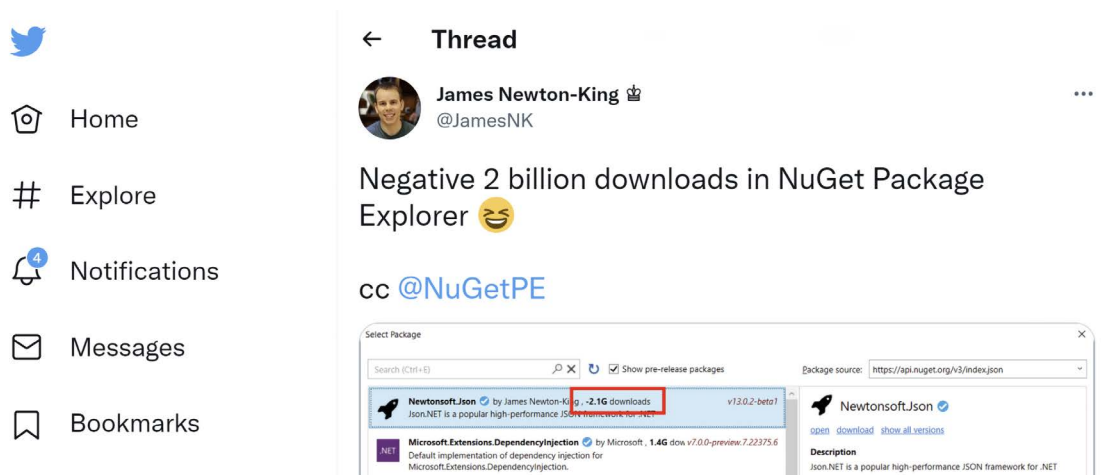 Thread
James Newton-King ♔
@JamesNK
Home
Negative 2 billion downloads in NuGet Package
Explore
Explorer 😆
4
Notifications
cc @NuGetPE
Messages
Select Package
Search (Ctrl+E)
Show pre-release packages
Package source: https://api.nuget.org/v3/index.json
Newtonsoft.Json by James Newton-King , -2.1G downloads v13.0.2-beta1
Json.NET is a popular high-performance JSON framework for .NET
Newtonsoft.Json
Bookmarks
open download show all versions
.NET
Microsoft.Extensions.DependencyInjection by Microsoft , 1.4G dow v7.0.0-preview.7.22375.6
Default implementation of dependency injection for
Microsoft.Extensions.DependencyInjection.
Description
Json.NET is a popular high-performance JSON framework for .NET